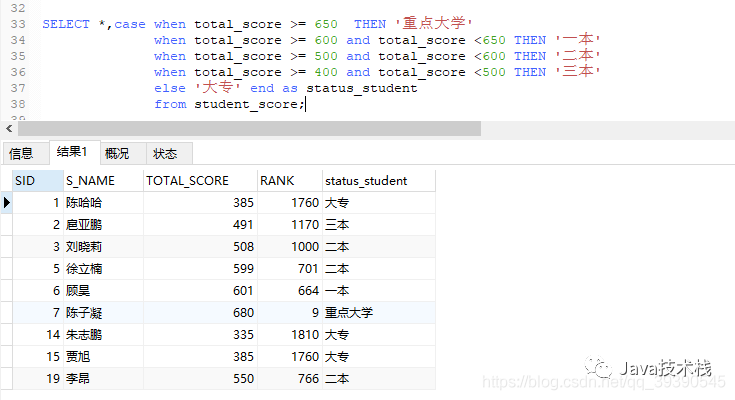 32
33 SELECT *,case when total_score >= 650  THEN '重点大学'
34 when total_score >= 600 and total_score <650 THEN '一本'
35 when total_score >= 500 and total_score <600 THEN '二本'
36 when total_score >= 400 and total_score <500 THEN '三本'
37 else '大专' end as status_student
38 from student_score;
39
信息 结果1 概况 状态
SID S_NAME TOTAL_SCORE RANK status_student
1 陈哈哈 385 1760 大专
2 扈亚鹏 491 1170 三本
3 刘晓莉 508 1000 二本
5 徐立楠 599 701 二本
6 顾昊 601 664 一本
7 陈子凝 680 9 重点大学
14 朱志鹏 335 1810 大专
15 贾旭 385 1760 大专
19 李昂 550 766 二本
Java技术栈
https://blog.csdn.net/qq_39390545